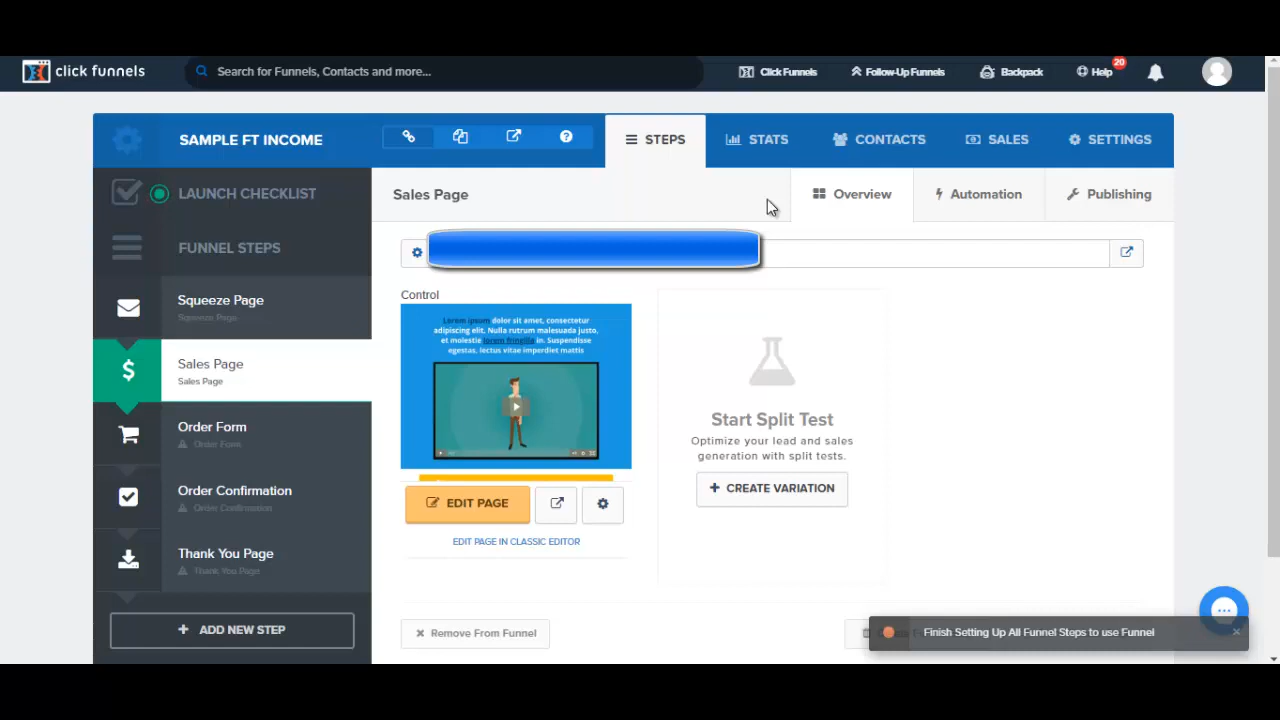 click funnels
Search for Funnels, Contacts and more...
Click Funnels
Follow-Up Funnels
Backpack
Help
20
SAMPLE FT INCOME
STEPS
STATS
CONTACTS
SALES
SETTINGS
LAUNCH CHECKLIST
Sales Page
Overview
Automation
Publishing
FUNNEL STEPS
Squeeze Page
Squeeze Page
Sales Page
Sales Page
Order Form
Order Form
Order Confirmation
Order Confirmation
Thank You Page
Thank You Page
+ ADD NEW STEP
Control
Lorem ipsum dolor sit amet, consectetur
adipiscing elit. Nulla rutrum malesuada justo,
et molestie lorem fringilla in. Suspendisse
egestas, lectus vitae imperdiet mattis
EDIT PAGE
EDIT PAGE IN CLASSIC EDITOR
Start Split Test
Optimize your lead and sales
generation with split tests.
+ CREATE VARIATION
Remove From Funnel
Finish Setting Up All Funnel Steps to use Funnel